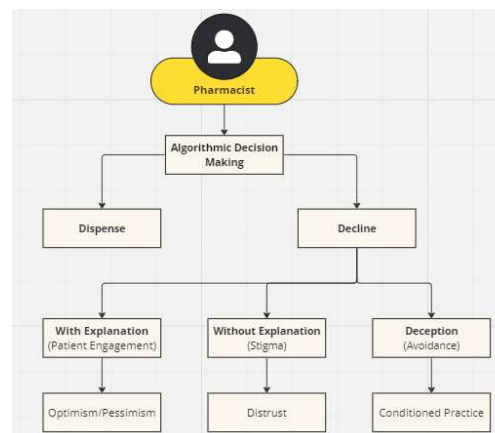 Pharmacist
Algorithmic Decision
Making
Dispense
Decline
With Explanation
(Patient Engagement)
Without Explanation
(Stigma)
Deception
(Avoidance)
Optimism/Pessimism
Distrust
Conditioned Practice